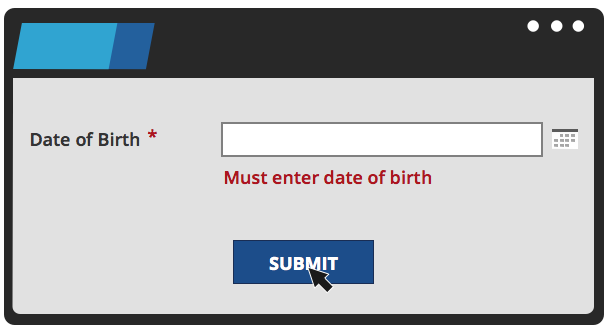 Date of Birth *
Must enter date of birth
SUBMIT